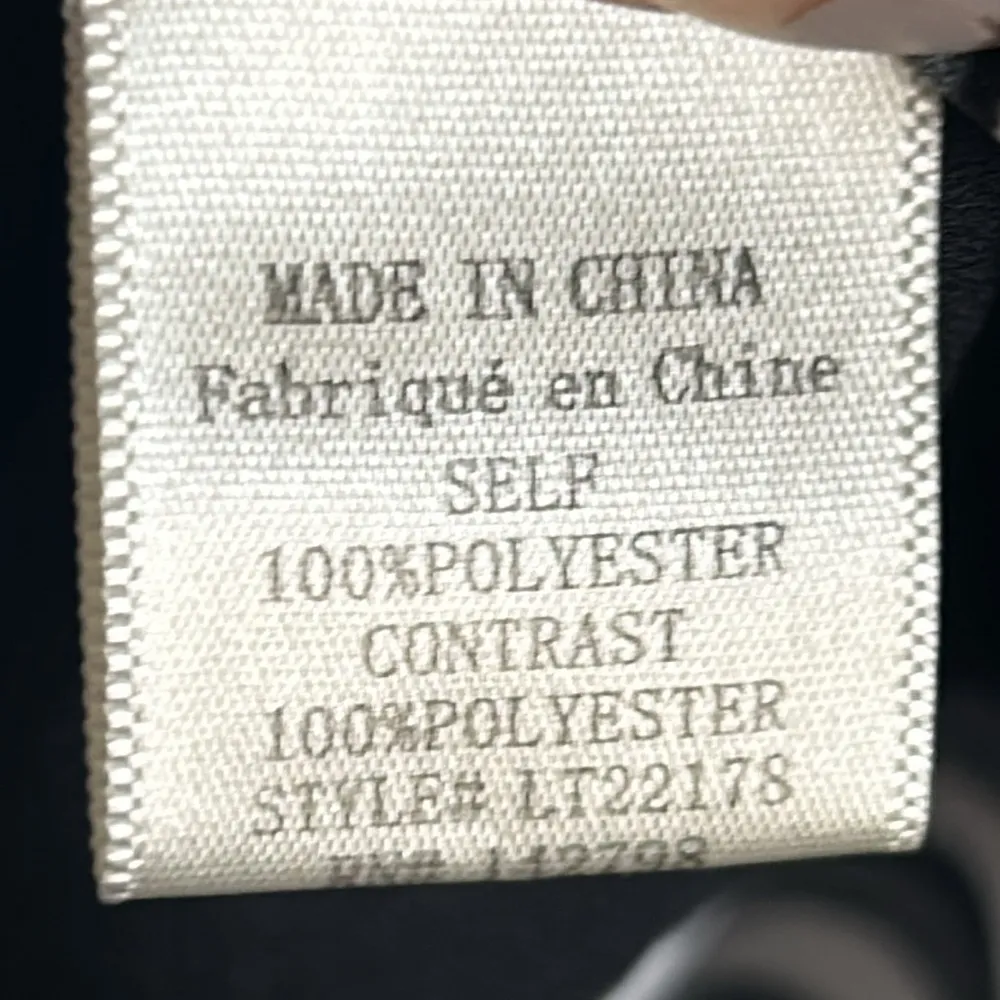 MADE IN CHINA
Fabriqué en Chine
SELF
100%POLYESTER
CONTRAST
100%POLYESTER
STYLE# LT22178